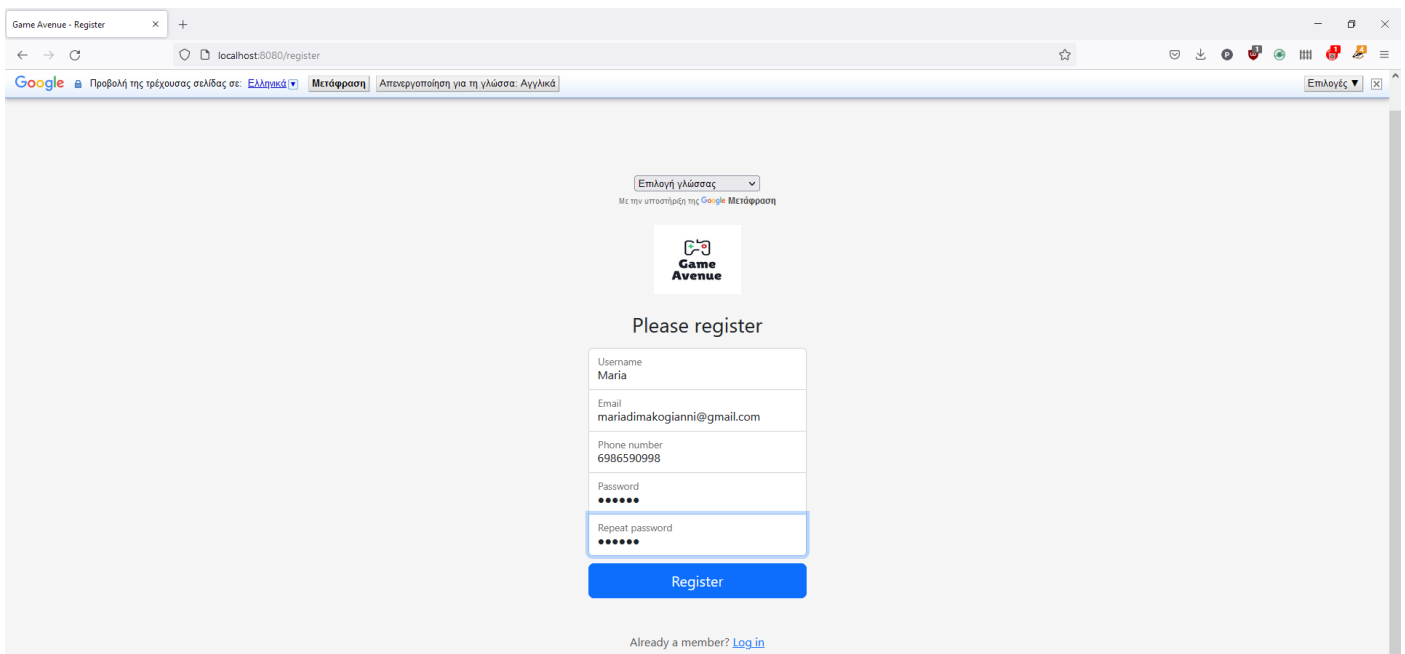 Game Avenue - Register
localhost:8080/register
Google Προβολή της τρέχουσας σελίδας σε: Ελληνικά Μετάφραση Απενεργοποίηση για τη γλώσσα: Αγγλικά Επιλογές ▼
Επιλογή γλώσσας
Με την υποστήριξη της Google Μετάφραση
Game
Avenue
Please register
Username
Maria
Email
mariadimakogianni@gmail.com
Phone number
6986590998
Password
••••••
Repeat password
••••••
Register
Already a member? Log in